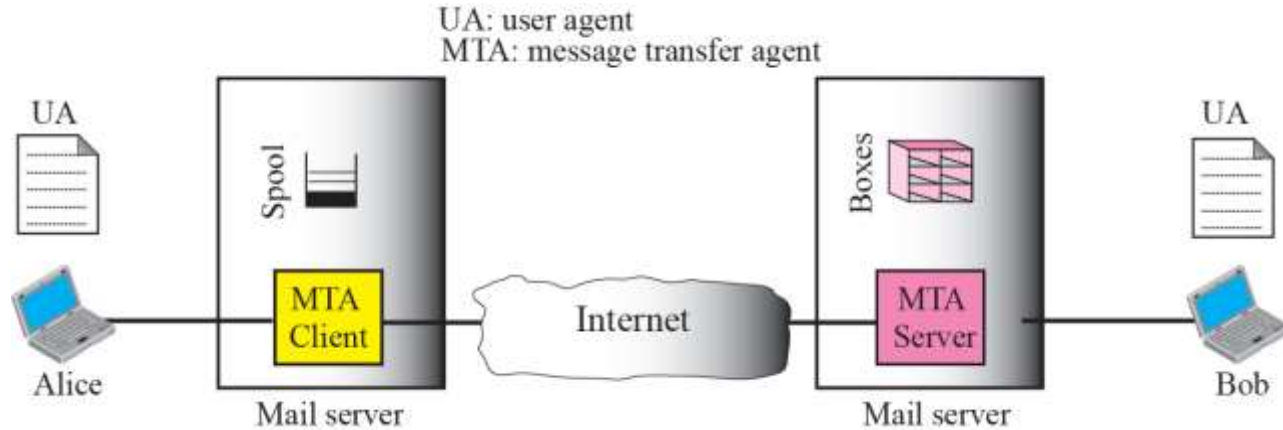 UA: user agent
MTA: message transfer agent
UA
Spool
Boxes
UA
MTA
Client
Internet
MTA
Server
Alice
Mail server
Mail server
Bob